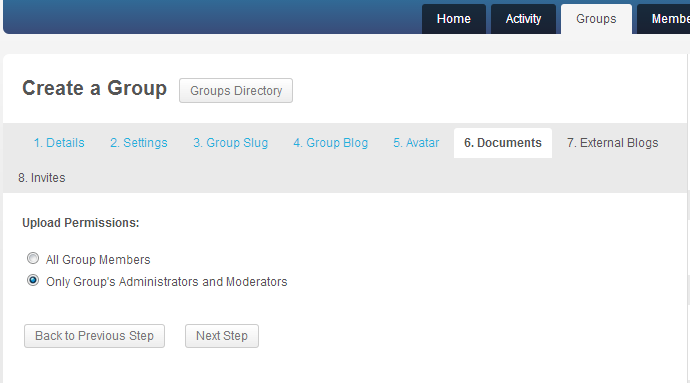 Home Activity Groups
Create a Group Groups Directory
1. Details 2. Settings 3. Group Slug 4. Group Blog 5. Avatar 6. Documents 7. External Blogs
8. Invites
Upload Permissions:
All Group Members
Only Group's Administrators and Moderators
Back to Previous Step Next Step